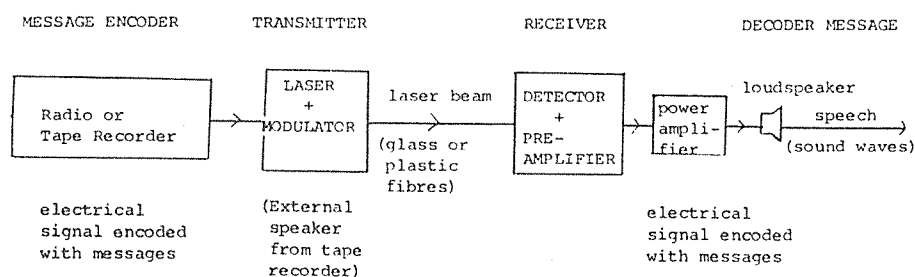 MESSAGE ENCODER
TRANSMITTER
RECEIVER
DECODER MESSAGE
Radio or
Tape Recorder
LASER
+
MODULATOR
laser beam
(glass or
plastic
fibres)
DETECTOR
+
PRE-
AMPLIFIER
power
ampli-
fier
loudspeaker
speech
(sound waves)
electrical
signal encoded
with messages
(External
speaker
from tape
recorder)
electrical
signal encoded
with messages